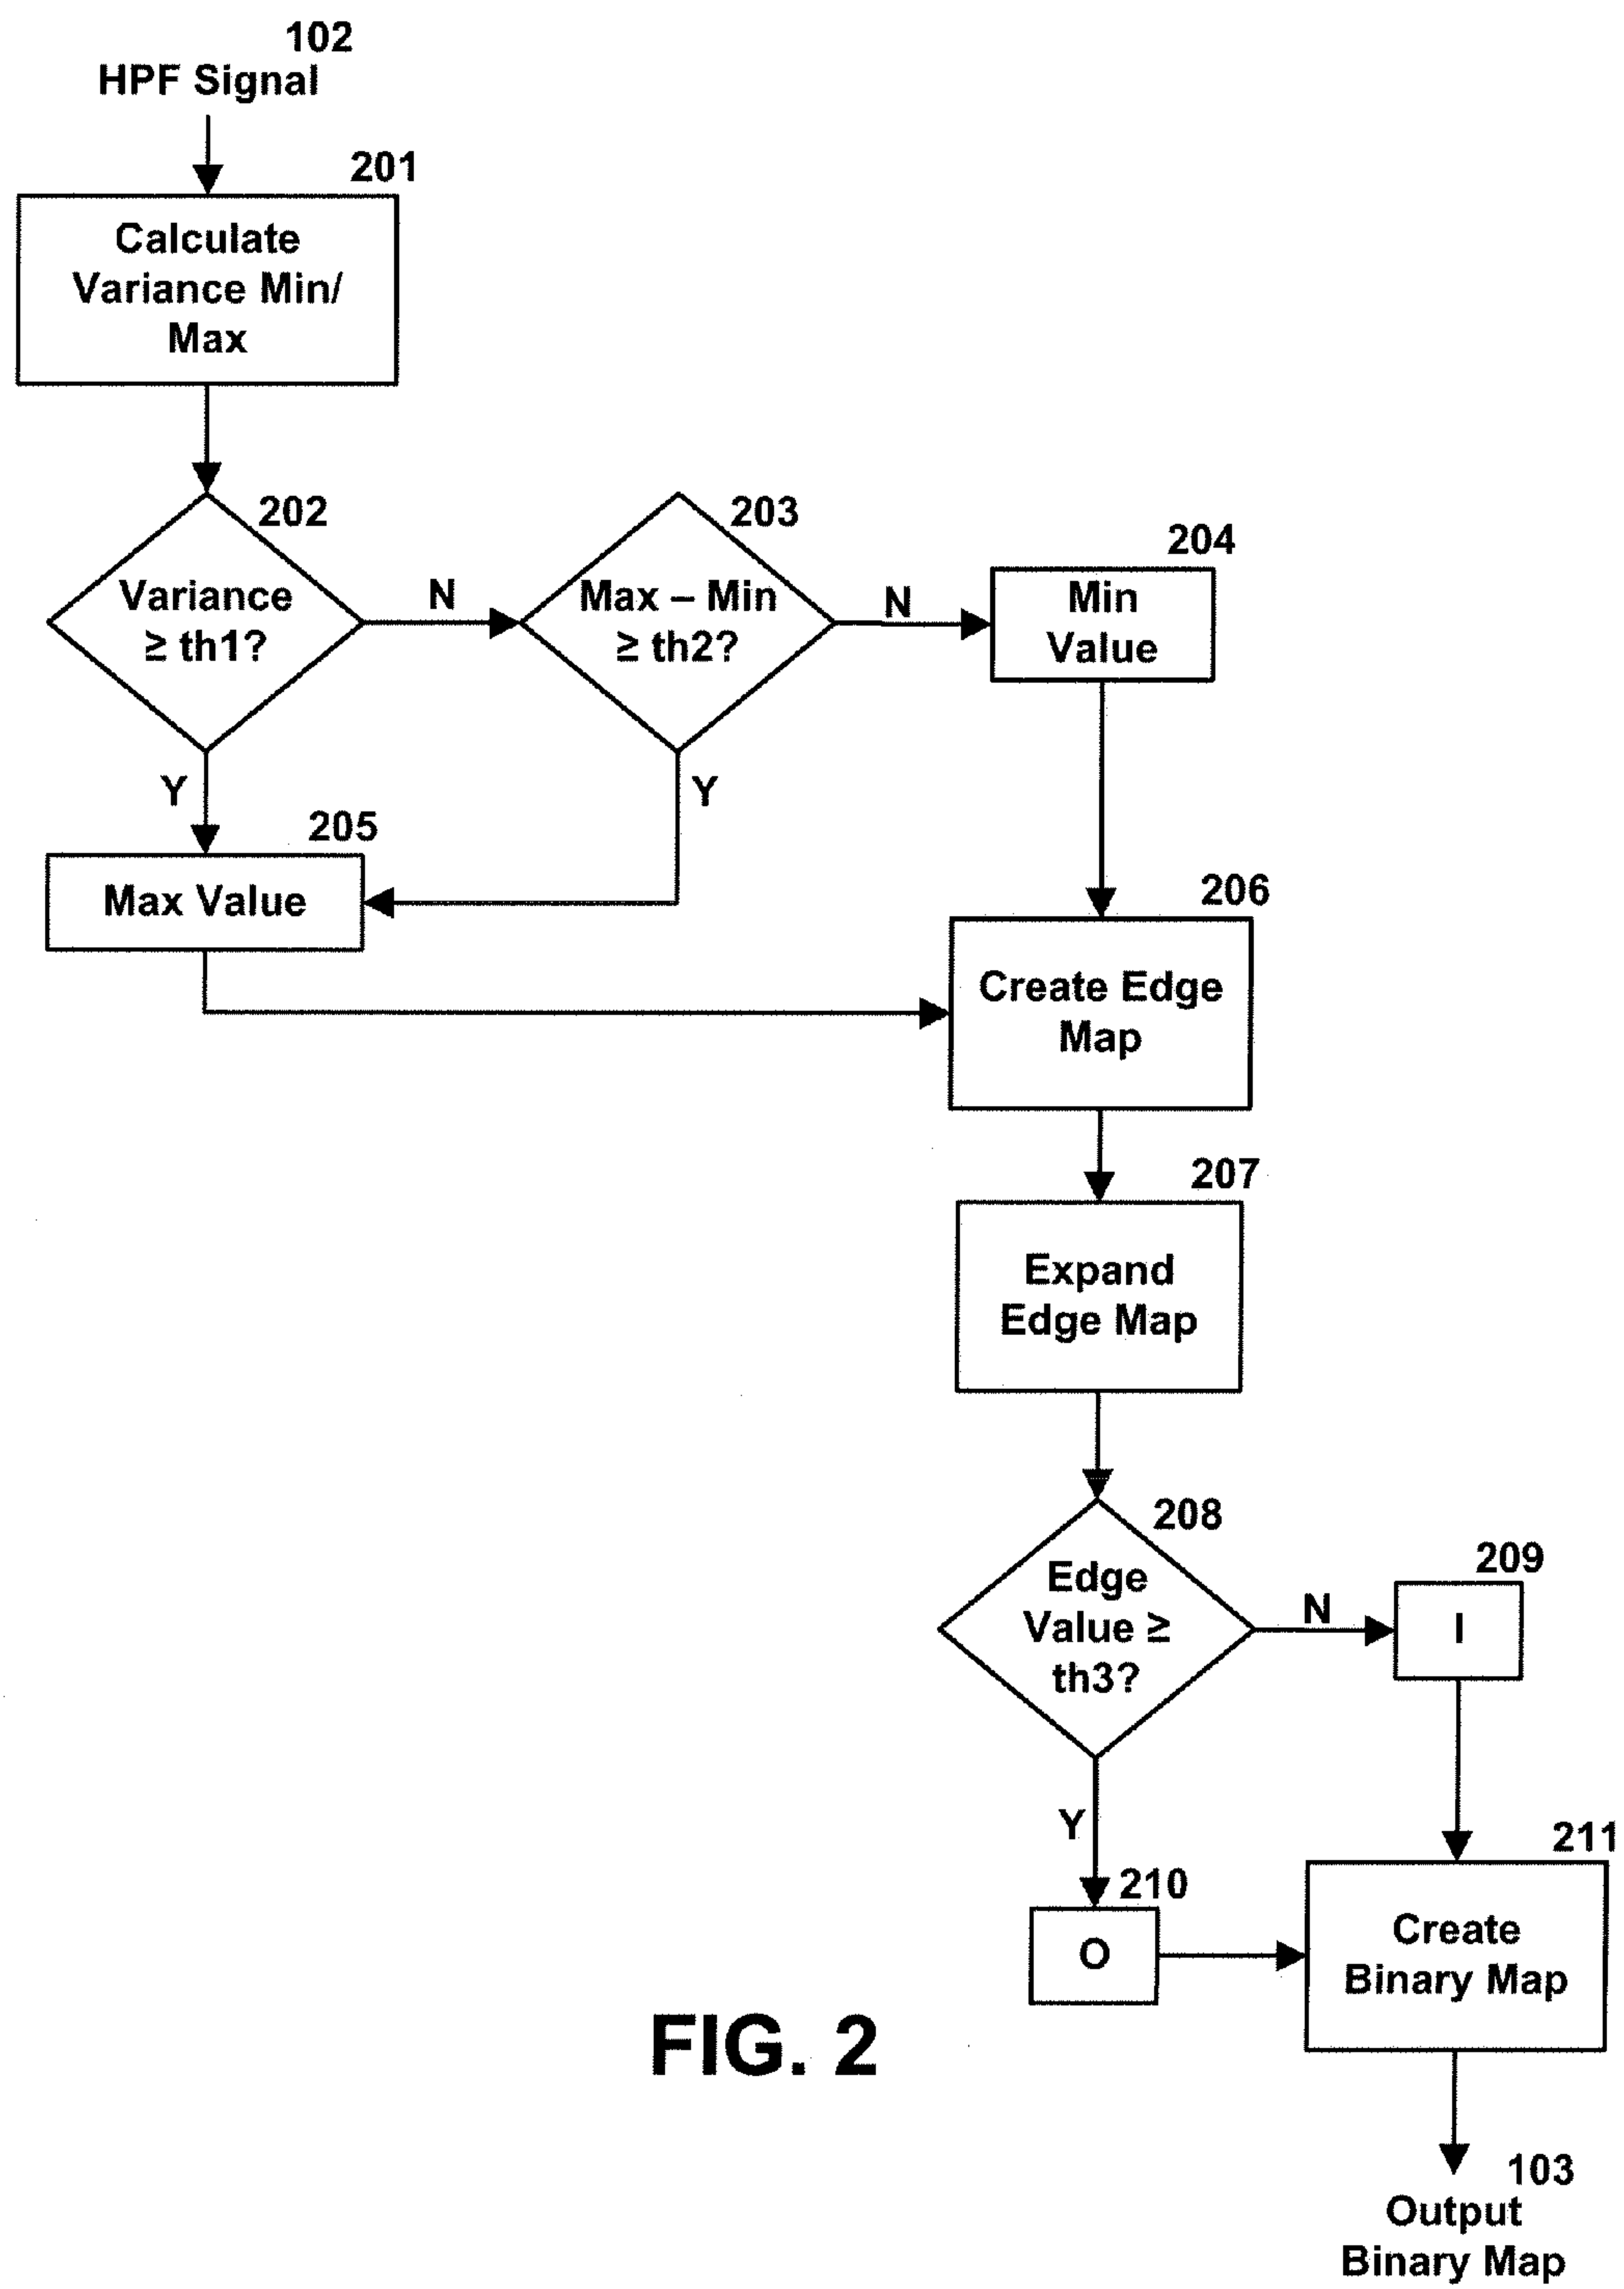 102
HPF Signal
201
Calculate
Variance Min/
Max
202
Variance
≥ th1?
N
203
Max – Min
≥ th2?
N
204
Min
Value
Y
Y
205
Max Value
206
Create Edge
Map
207
Expand
Edge Map
208
Edge
Value ≥
th3?
N
209
I
Y
210
O
211
Create
Binary Map
FIG. 2
103
Output
Binary Map